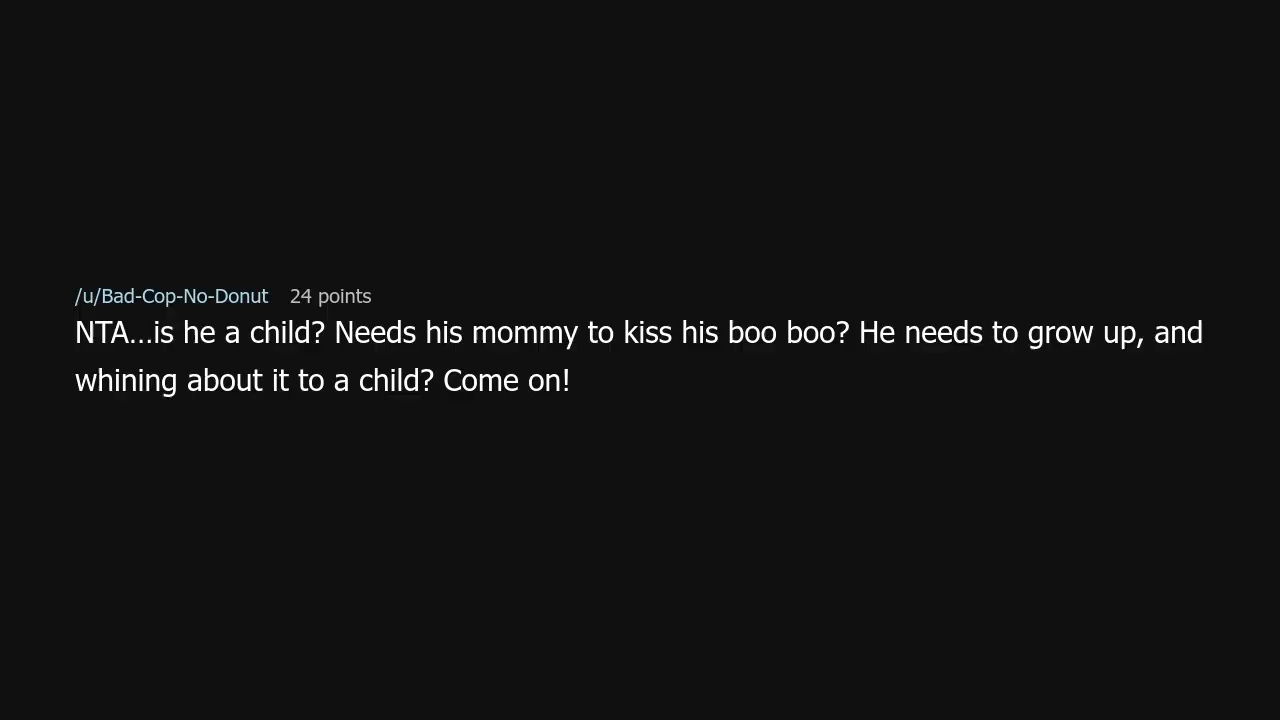 /u/Bad-Cop-No-Donut 24 points
NTA...is he a child? Needs his mommy to kiss his boo boo? He needs to grow up, and
whining about it to a child? Come on!